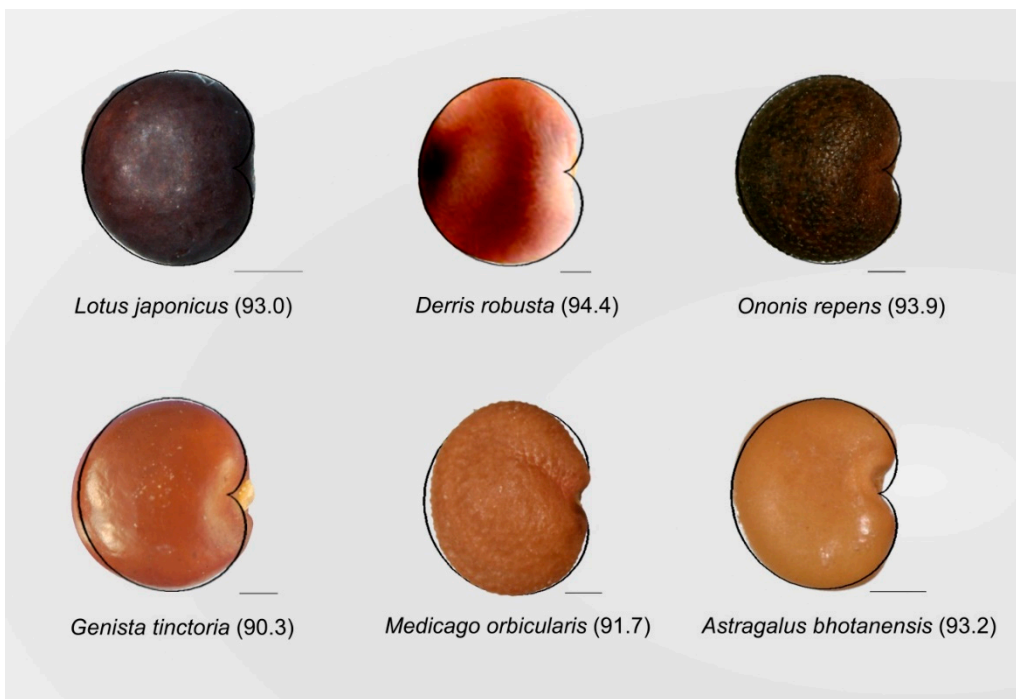 Lotus japonicus (93.0)
Derris robusta (94.4)
Ononis repens (93.9)
Genista tinctoria (90.3)
Medicago orbicularis (91.7)
Astragalus bhotanensis (93.2)